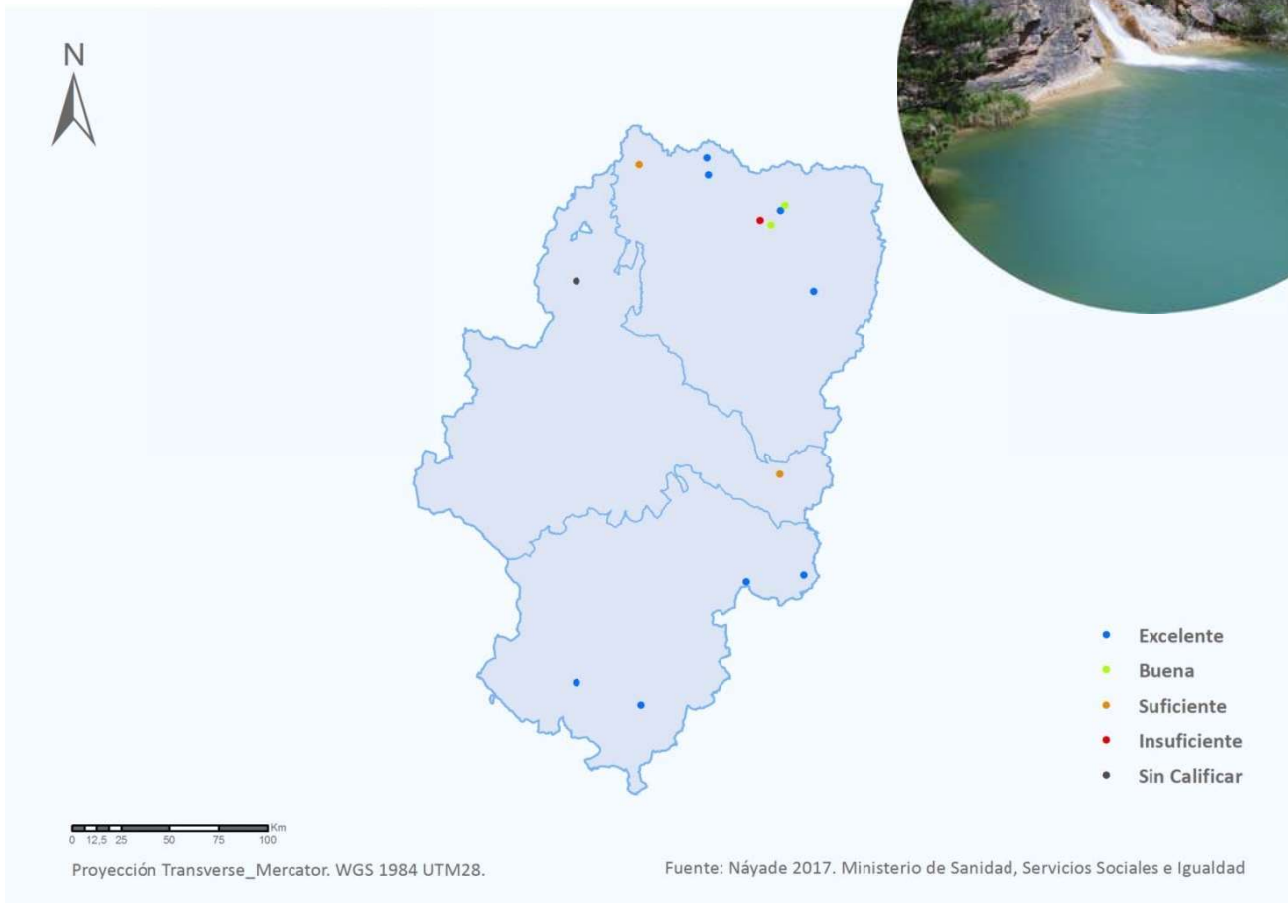 N
Excelente
Buena
Suficiente
Insuficiente
Sin Calificar
Km
0 12,5 25 50 75 100
Proyección Transverse_Mercator. WGS 1984 UTM28.
Fuente: Náyade 2017. Ministerio de Sanidad, Servicios Sociales e Igualdad